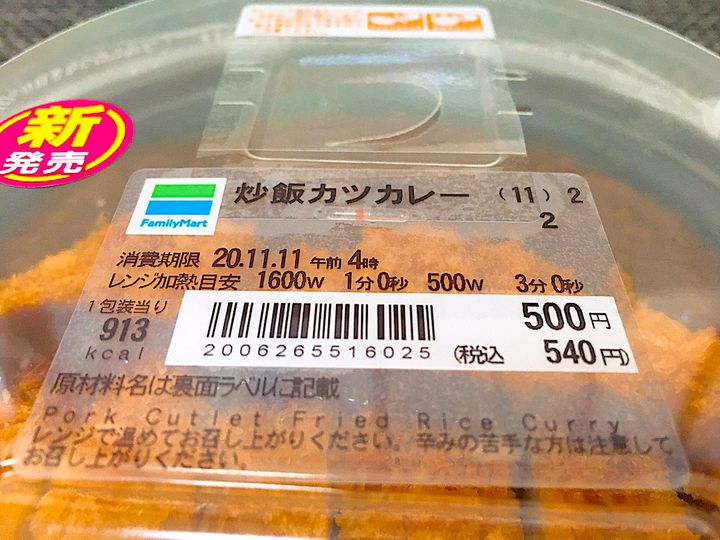 新
発売
FamilyMart
炒飯カツカレー (11) 2
2
消費期限 20.11.11 午前 4時
レンジ加熱目安 1600W 1分0秒 500W 3分0秒
1包装当り
913
kcal
2006265516025
500円
(税込 540円)
原材料名は裏面ラベルに記載
Pork Cutlet Fried Rice Curry
レンジで温めてお召し上がりください。辛みの苦手な方は注意して
お召し上がりください。